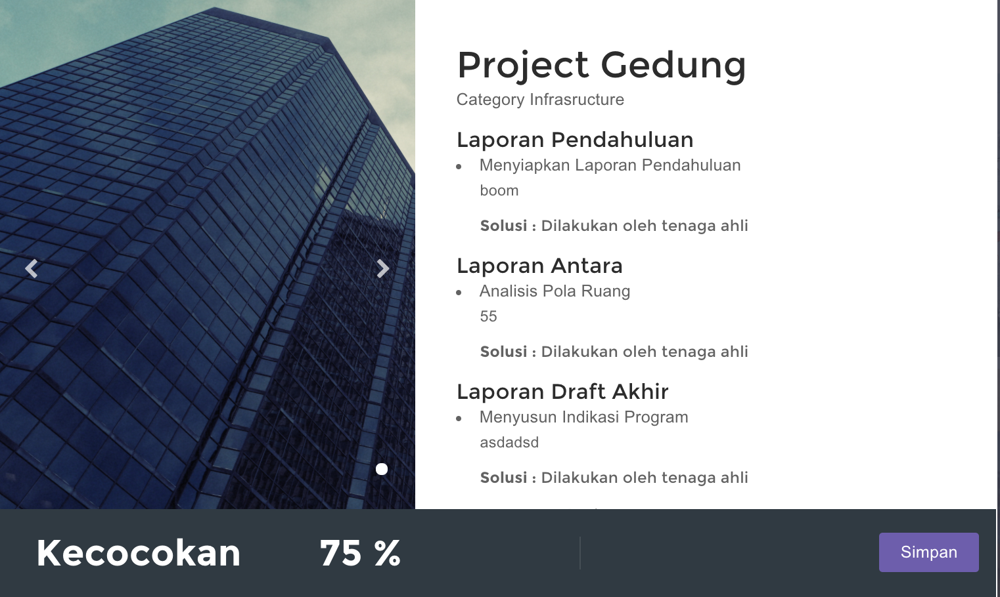 Project Gedung
Category Infrasructure
Laporan Pendahuluan
Menyiapkan Laporan Pendahuluan
boom
Solusi : Dilakukan oleh tenaga ahli
Laporan Antara
Analisis Pola Ruang
55
Solusi : Dilakukan oleh tenaga ahli
Laporan Draft Akhir
Menyusun Indikasi Program
asdadsd
Solusi : Dilakukan oleh tenaga ahli
Kecocokan 75 %
Simpan